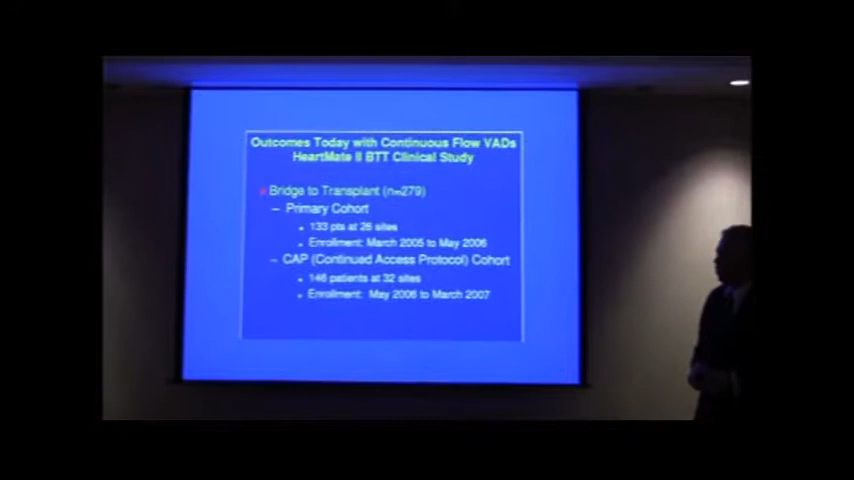 Outcomes Today with Continuous Flow VADs
HeartMate II BTT Clinical Study
Bridge to Transplant (n=279)
– Primary Cohort
• 133 pts at 26 sites
• Enrollment: March 2005 to May 2006
– CAP (Continued Access Protocol) Cohort
• 146 patients at 32 sites
• Enrollment: May 2006 to March 2007